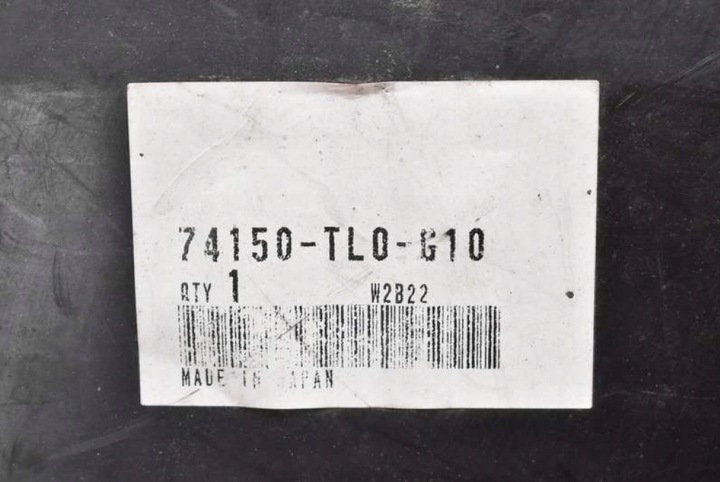 74150-TL0-G10
QTY 1 W2B22
MADE IN JAPAN